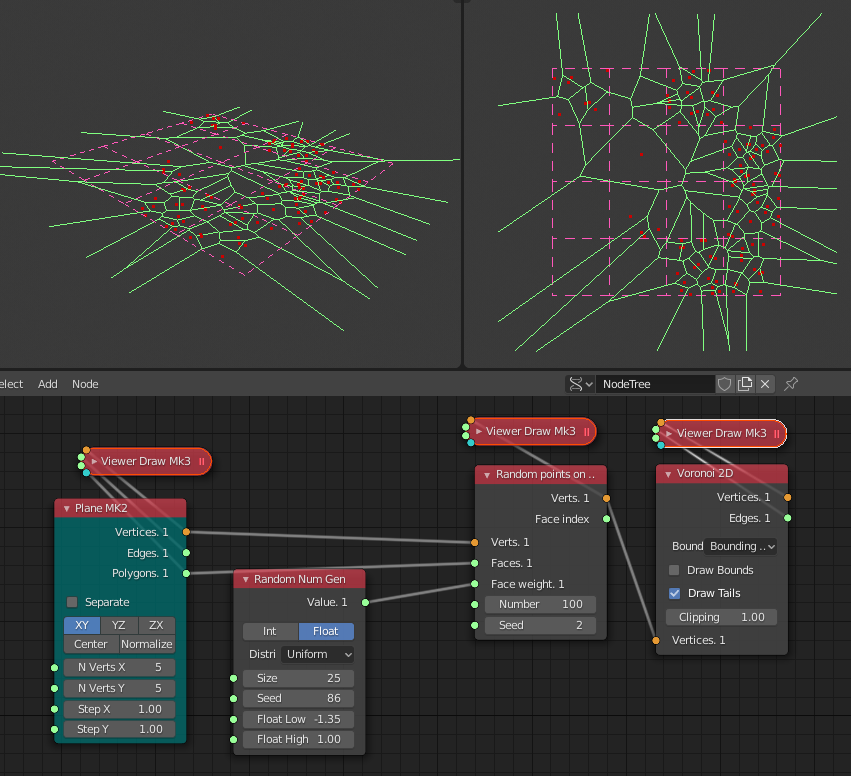 elect Add Node NodeTree
Viewer Draw Mk3
Viewer Draw Mk3
Viewer Draw Mk3
Plane MK2
Vertices. 1
Edges. 1
Polygons. 1
Separate
XY YZ ZX
Center Normalize
N Verts X 5
N Verts Y 5
Step X 1.00
Step Y 1.00
Random Num Gen
Value. 1
Int Float
Distri Uniform
Size 25
Seed 86
Float Low -1.35
Float High 1.00
Random points on ..
Verts. 1
Face index
Verts. 1
Faces. 1
Face weight. 1
Number 100
Seed 2
Voronoi 2D
Vertices. 1
Edges. 1
Bound Bounding ..
Draw Bounds
Draw Tails
Clipping 1.00
Vertices. 1